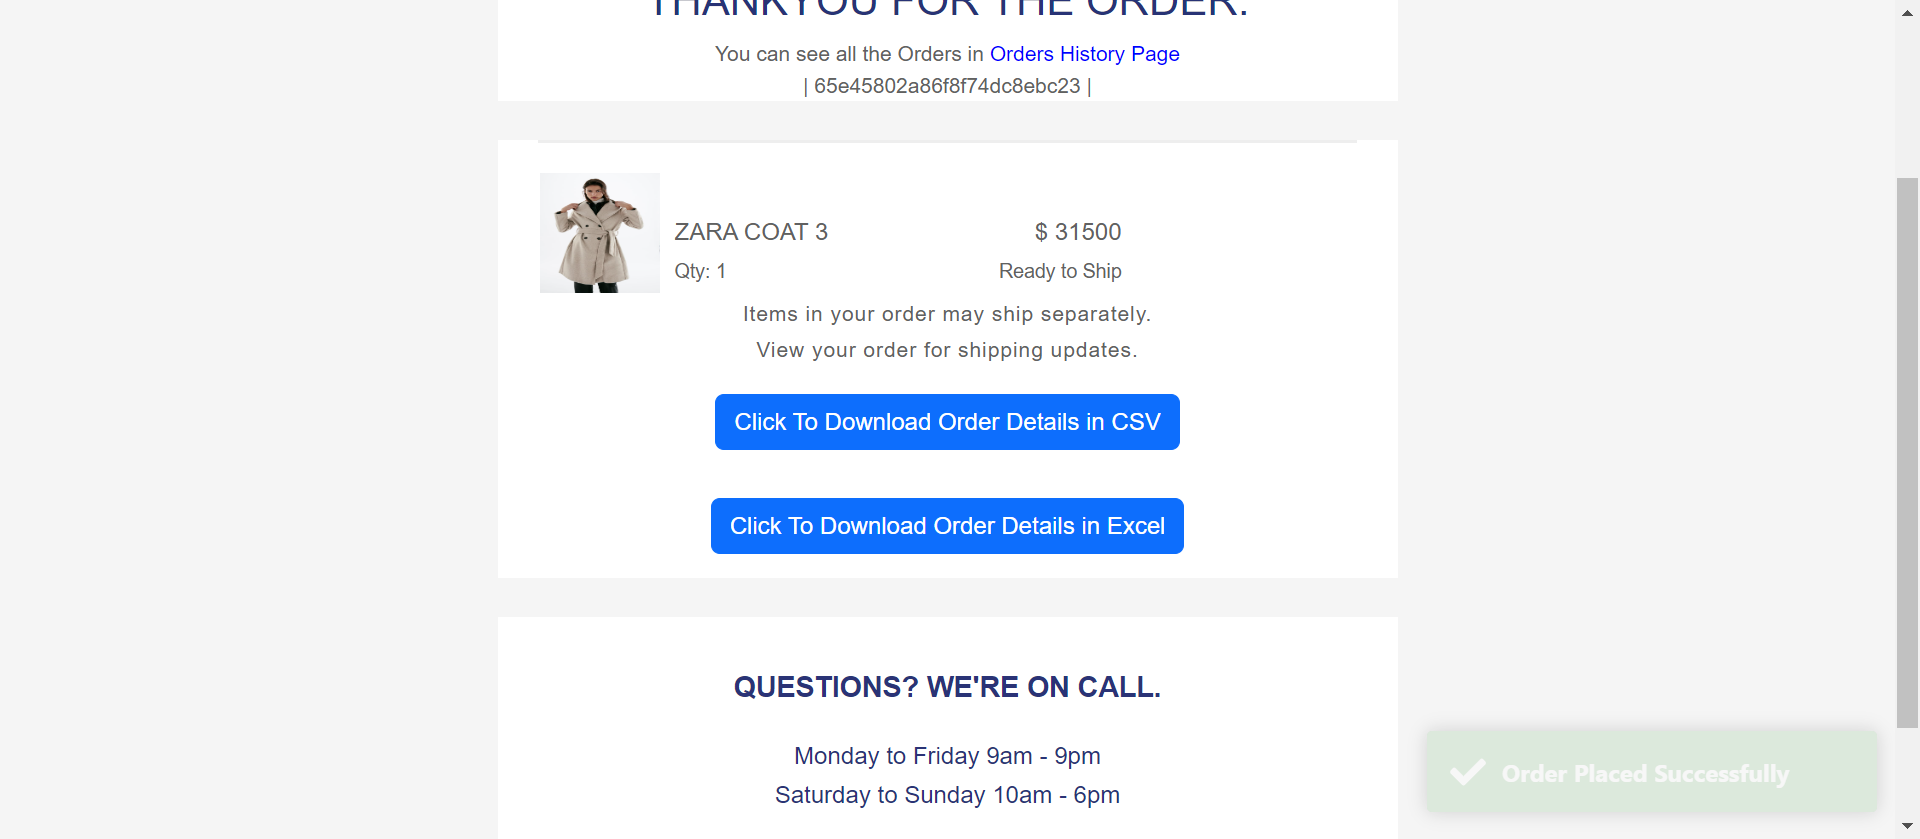 THANKYOU FOR THE ORDER.
You can see all the Orders in Orders History Page
| 65e45802a86f8f74dc8ebc23 |
ZARA COAT 3
$ 31500
Qty: 1
Ready to Ship
Items in your order may ship separately.
View your order for shipping updates.
Click To Download Order Details in CSV
Click To Download Order Details in Excel
QUESTIONS? WE'RE ON CALL.
Monday to Friday 9am - 9pm
Saturday to Sunday 10am - 6pm
Order Placed Successfully